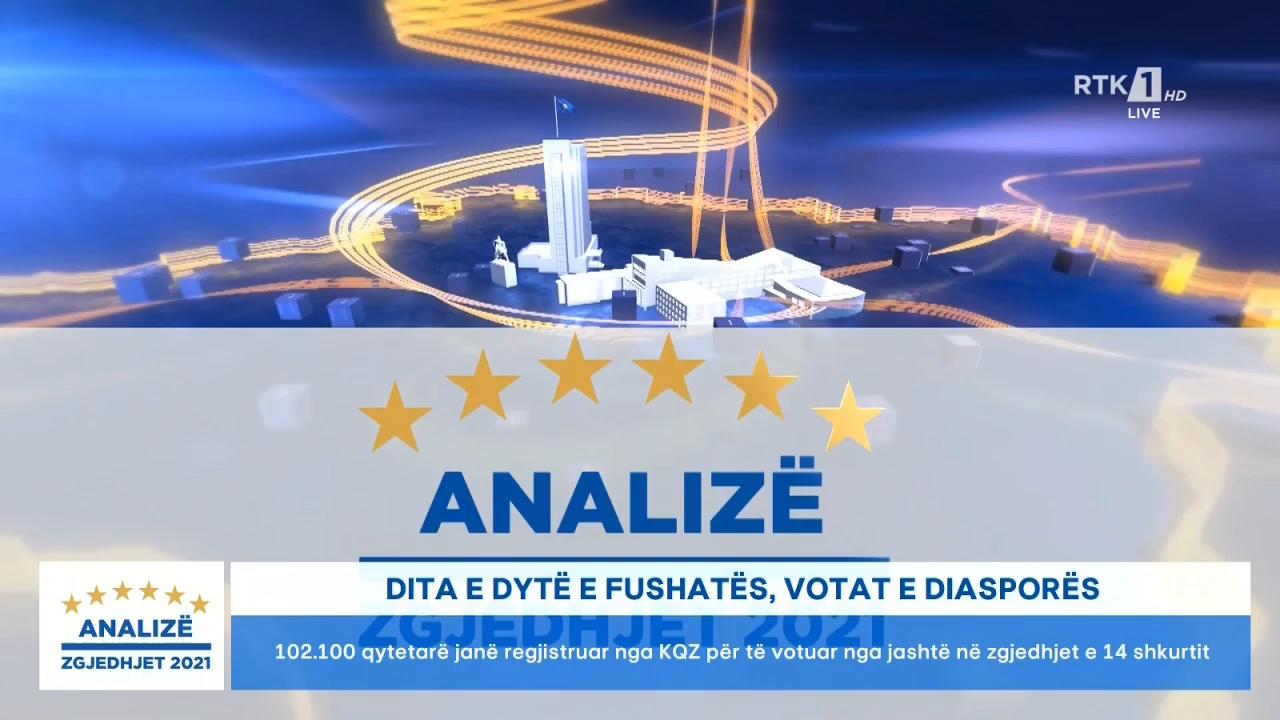 RTK 1 HD
LIVE
ANALIZË
ZGJEDHJET 2021
DITA E DYTË E FUSHATËS, VOTAT E DIASPORËS
102.100 qytetarë janë regjistruar nga KQZ për të votuar nga jashtë në zgjedhjet e 14 shkurtit
ANALIZË
ZGJEDHJET 2021